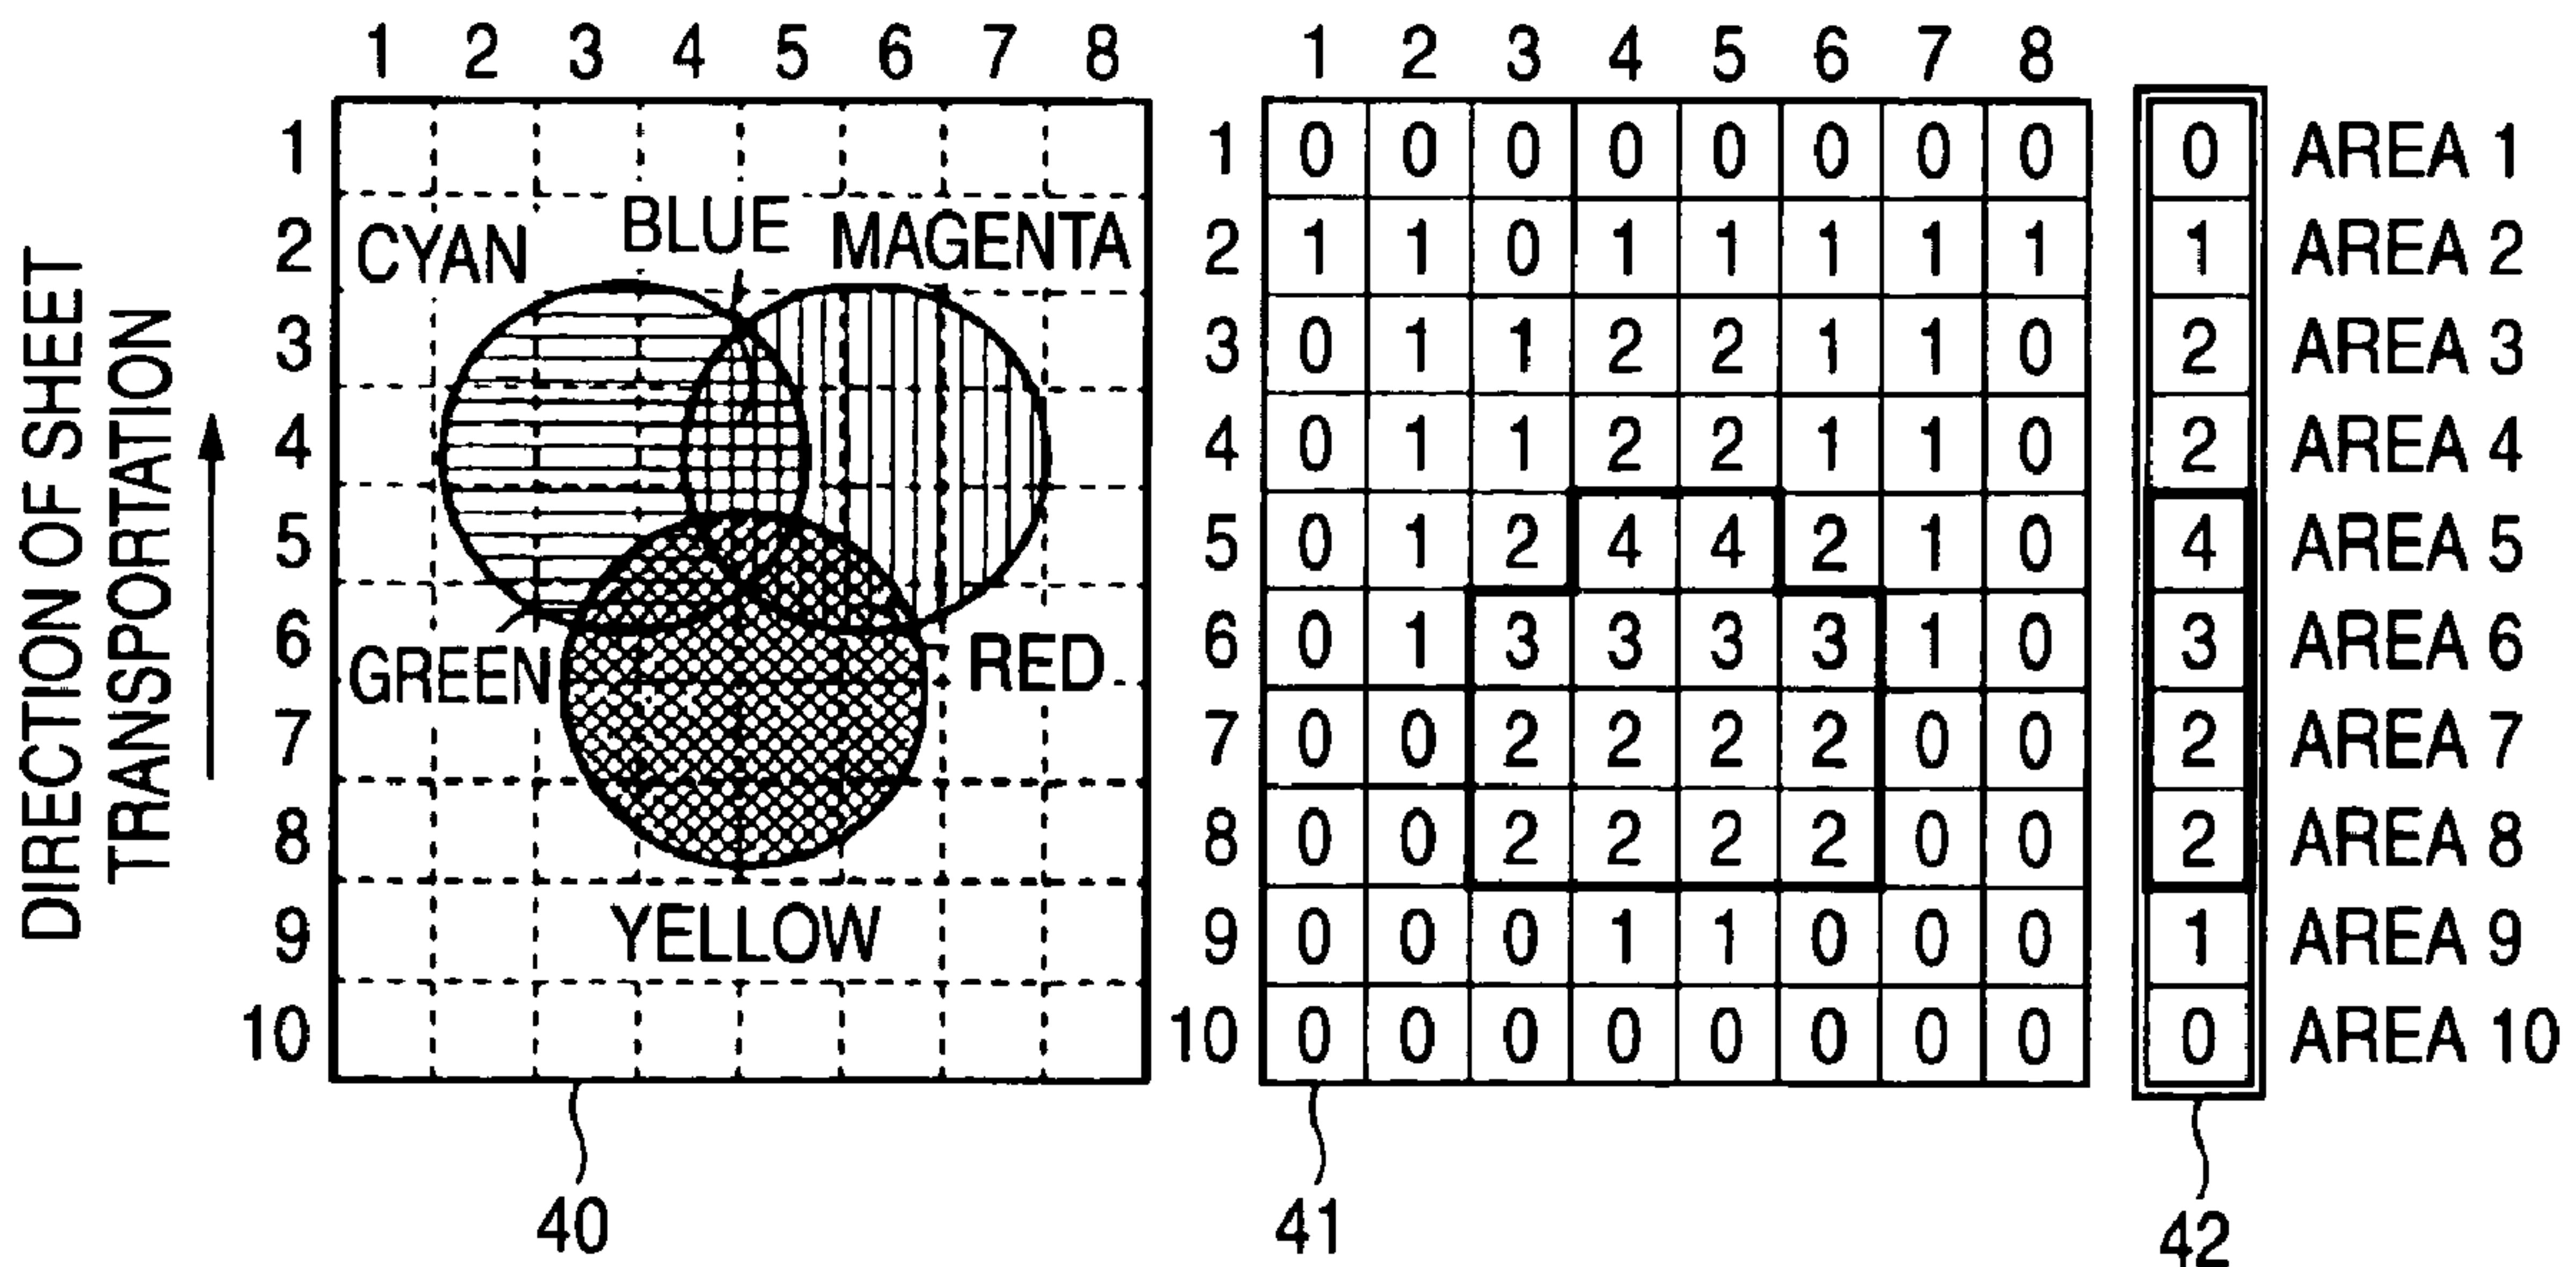 1 2 3 4 5 6 7 8
1
2
3
4
5
6
7
8
9
10
DIRECTION OF SHEET
TRANSPORTATION
CYAN
BLUE
MAGENTA
GREEN
RED
YELLOW
40
1 2 3 4 5 6 7 8
1 0 0 0 0 0 0 0 0
2 1 1 0 1 1 1 1 1
3 0 1 1 2 2 1 1 0
4 0 1 1 2 2 1 1 0
5 0 1 2 4 4 2 1 0
6 0 1 3 3 3 3 1 0
7 0 0 2 2 2 2 0 0
8 0 0 2 2 2 2 0 0
9 0 0 0 1 1 0 0 0
10 0 0 0 0 0 0 0 0
41
0 AREA 1
1 AREA 2
2 AREA 3
2 AREA 4
4 AREA 5
3 AREA 6
2 AREA 7
2 AREA 8
1 AREA 9
0 AREA 10
42